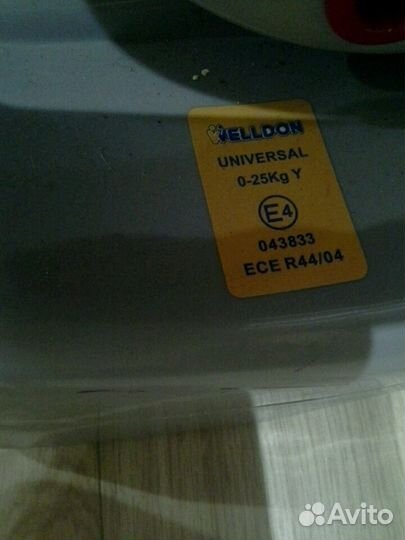 WELLDON
UNIVERSAL
0-25Kg Y
E4
043833
ECE R44/04
Avito